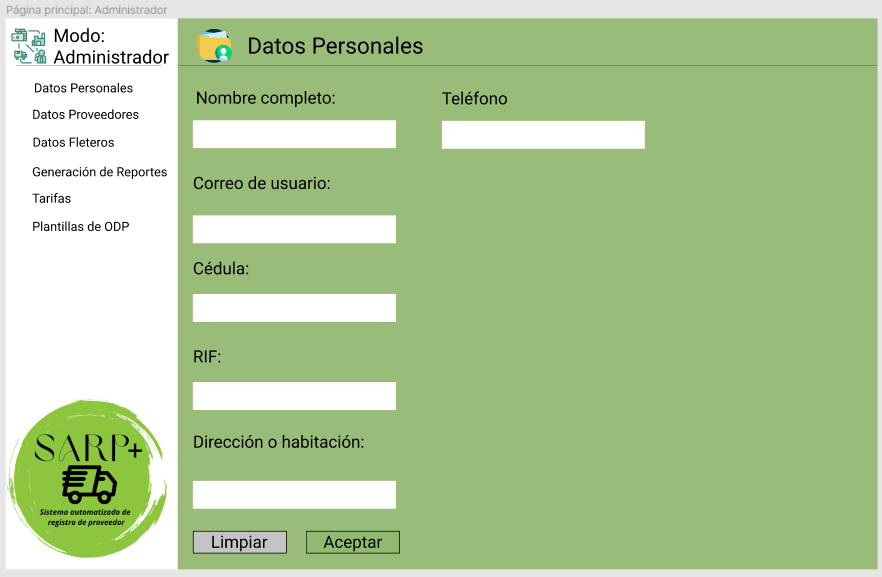 Página principal: Administrador
Modo:
Administrador
Datos Personales
Datos Proveedores
Datos Fleteros
Generación de Reportes
Tarifas
Plantillas de ODP
SARP+
Sistema automatizado de
registro de proveedor
Datos Personales
Nombre completo:
Teléfono
Correo de usuario:
Cédula:
RIF:
Dirección o habitación:
Limpiar
Aceptar